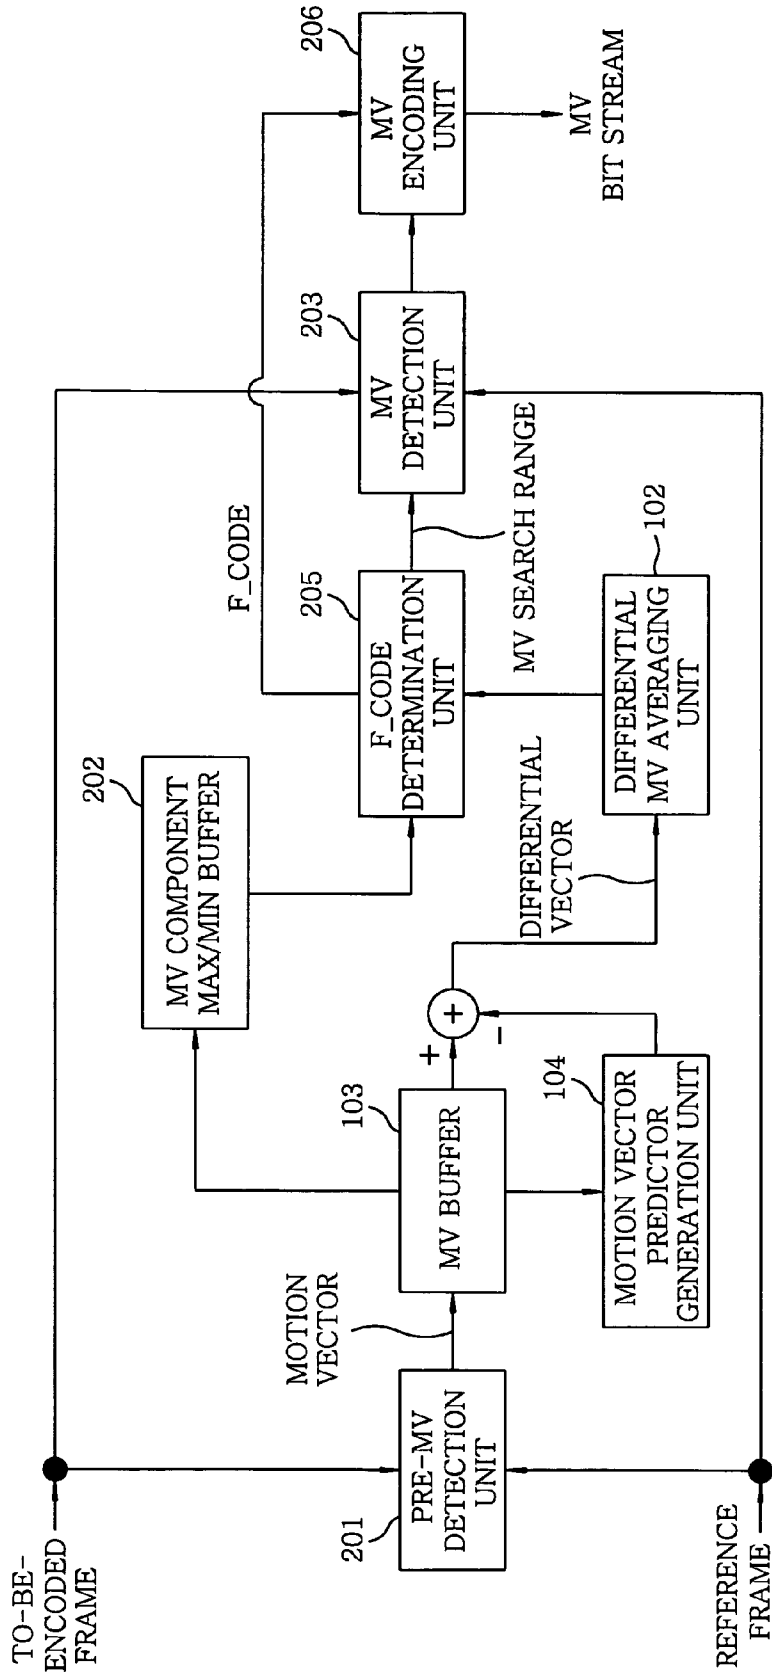 TO-BE-
ENCODED
FRAME
REFERENCE
FRAME
201
PRE-MV
DETECTION
UNIT
MOTION
VECTOR
103
MV BUFFER
104
MOTION VECTOR
PREDICTOR
GENERATION UNIT
202
MV COMPONENT
MAX/MIN BUFFER
+
+
-
DIFFERENTIAL
VECTOR
102
DIFFERENTIAL
MV AVERAGING
UNIT
F_CODE
205
F_CODE
DETERMINATION
UNIT
MV SEARCH RANGE
203
MV
DETECTION
UNIT
206
MV
ENCODING
UNIT
MV
BIT STREAM